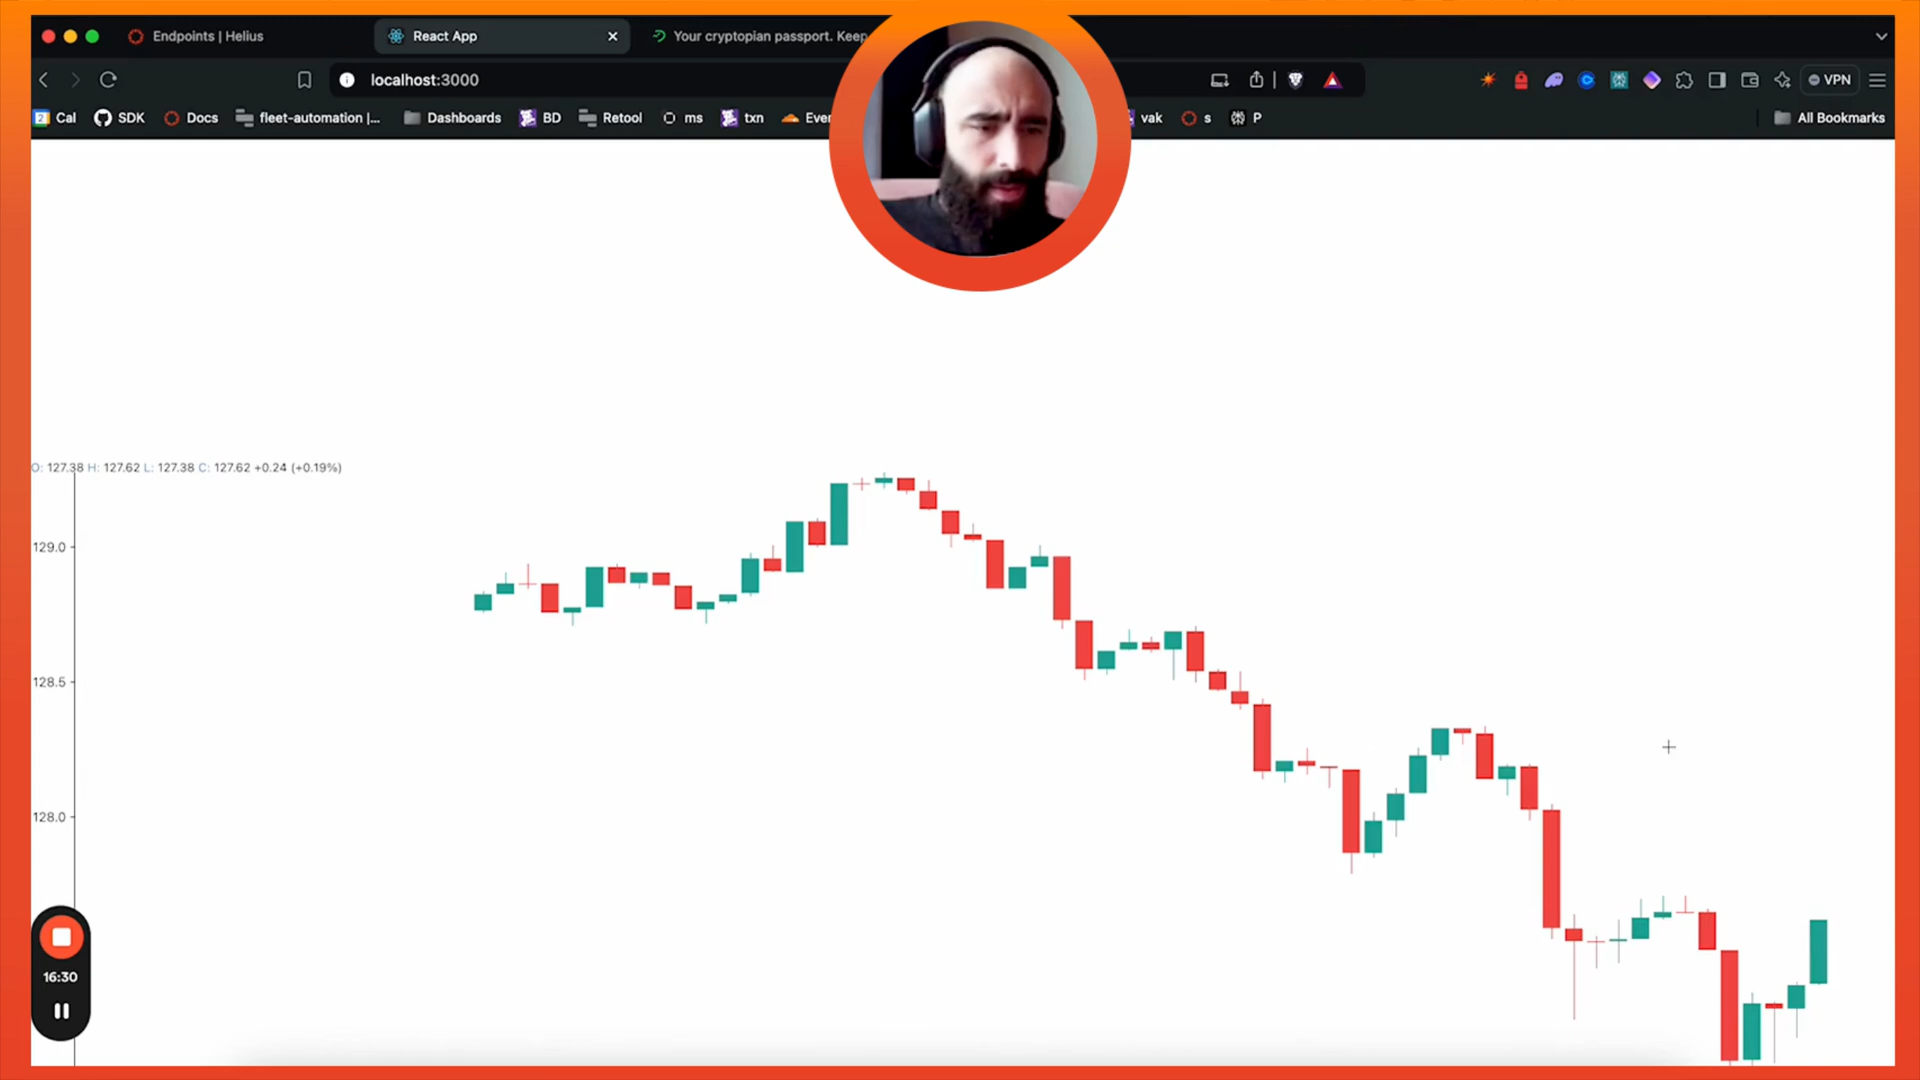 Endpoints | Helius
React App
Your cryptopian passport. Keep
localhost:3000
VPN
Cal
SDK
Docs
fleet-automation |...
Dashboards
BD
Retool
ms
txn
Ever
vak
s
P
All Bookmarks
O: 127.38 H: 127.62 L: 127.38 C: 127.62 +0.24 (+0.19%)
129.0
128.5
128.0
16:30